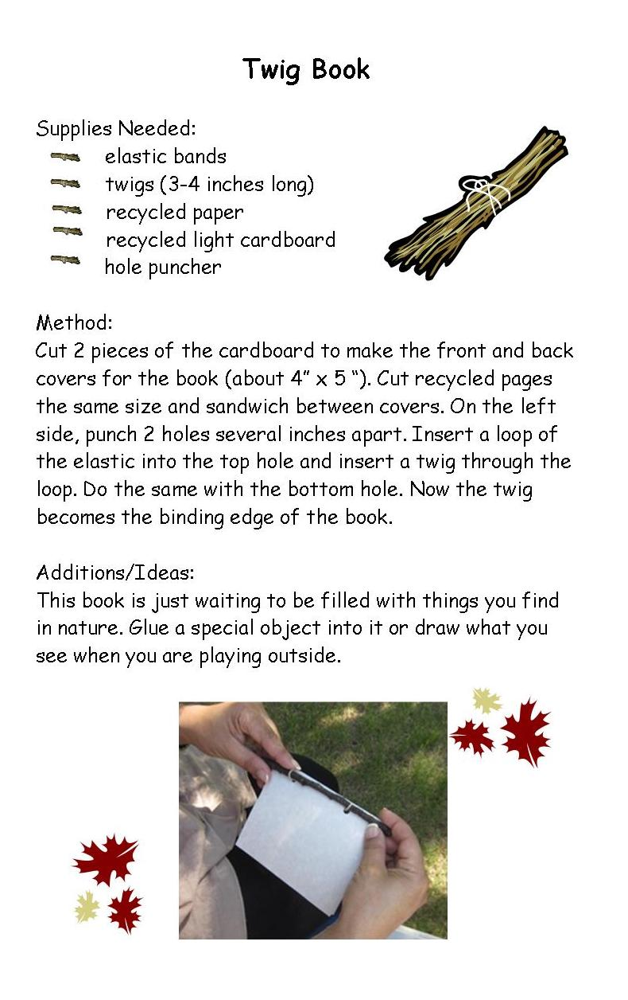 Twig Book
Supplies Needed:
elastic bands
twigs (3-4 inches long)
recycled paper
recycled light cardboard
hole puncher
Method:
Cut 2 pieces of the cardboard to make the front and back
covers for the book (about 4” x 5 “). Cut recycled pages
the same size and sandwich between covers. On the left
side, punch 2 holes several inches apart. Insert a loop of
the elastic into the top hole and insert a twig through the
loop. Do the same with the bottom hole. Now the twig
becomes the binding edge of the book.
Additions/Ideas:
This book is just waiting to be filled with things you find
in nature. Glue a special object into it or draw what you
see when you are playing outside.